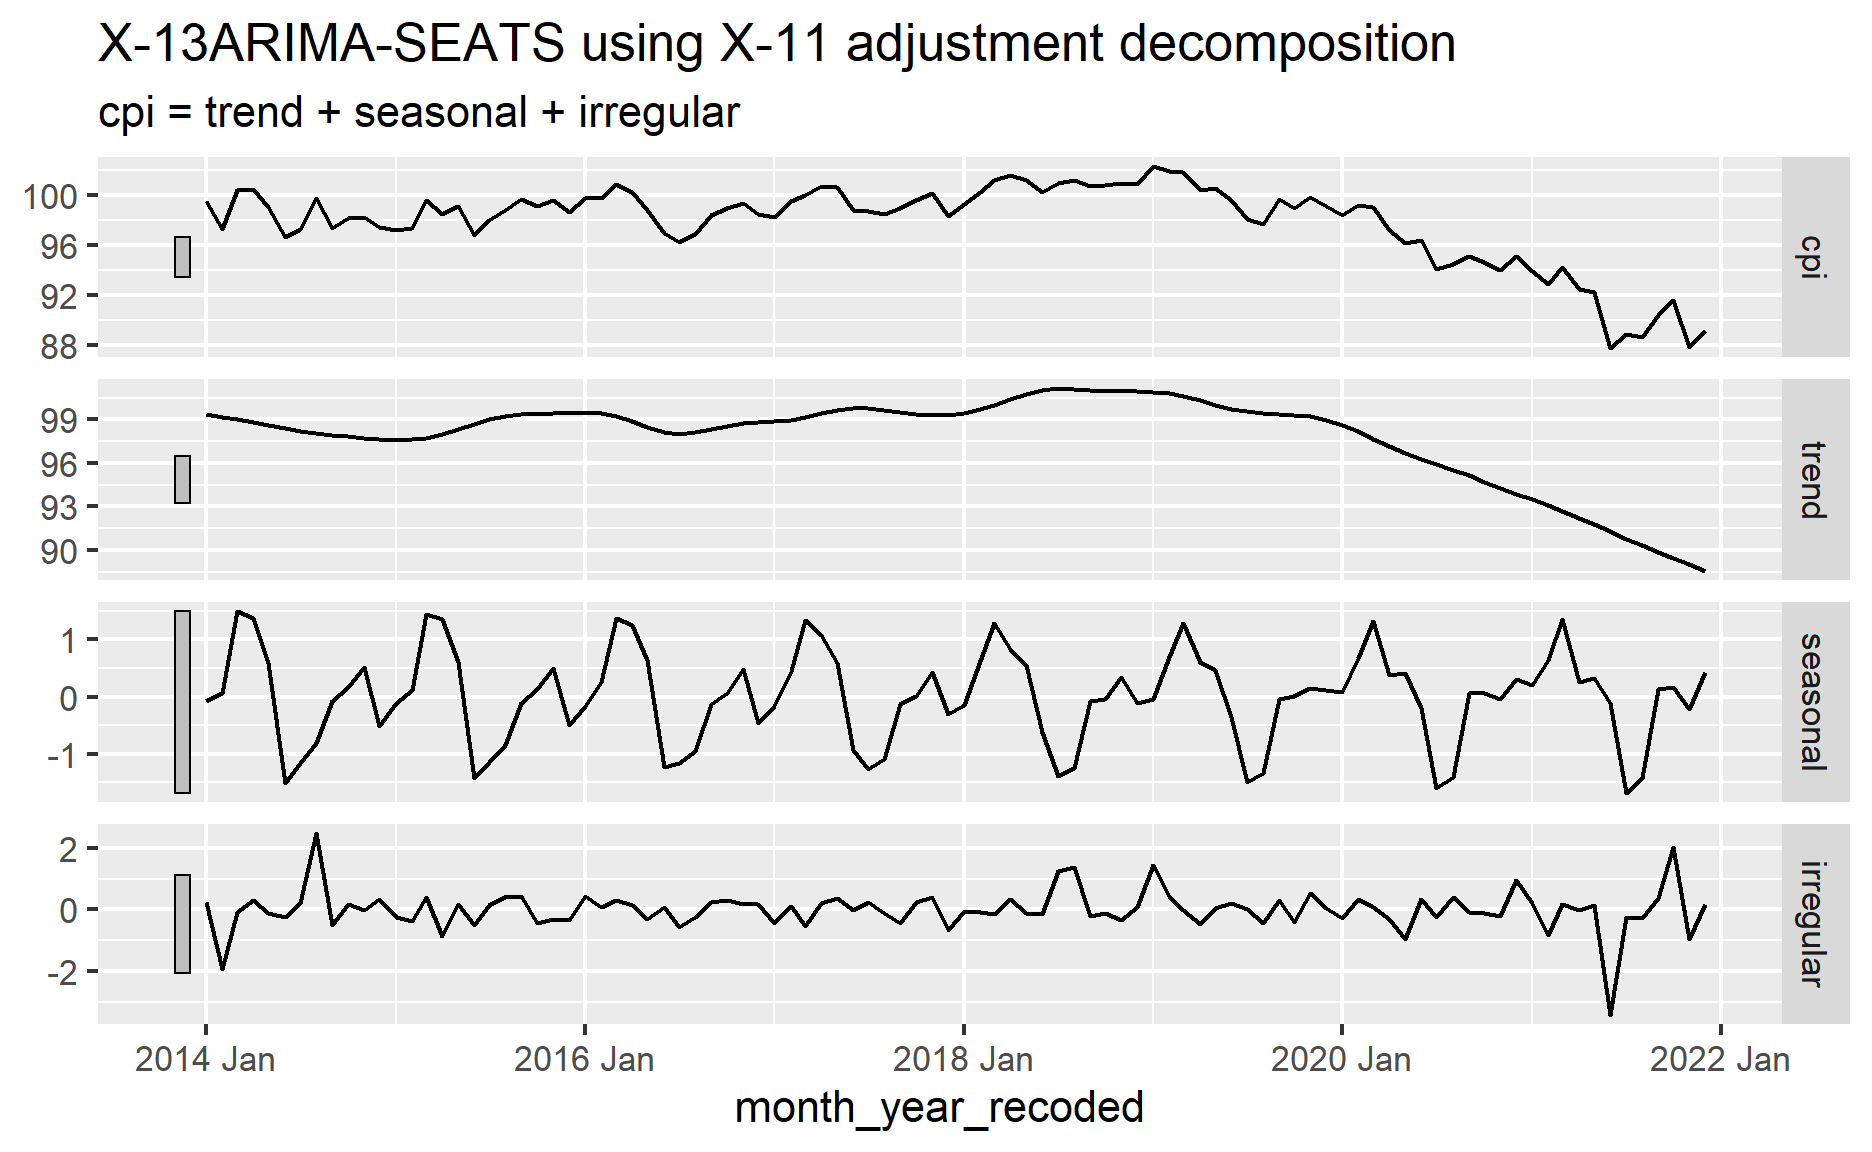 X-13ARIMA-SEATS using X-11 adjustment decomposition
cpi = trend + seasonal + irregular
100
96
92
88
cpi
99
96
93
90
trend
1
0
-1
seasonal
2
0
-2
irregular
2014 Jan
2016 Jan
2018 Jan
2020 Jan
2022 Jan
month_year_recoded